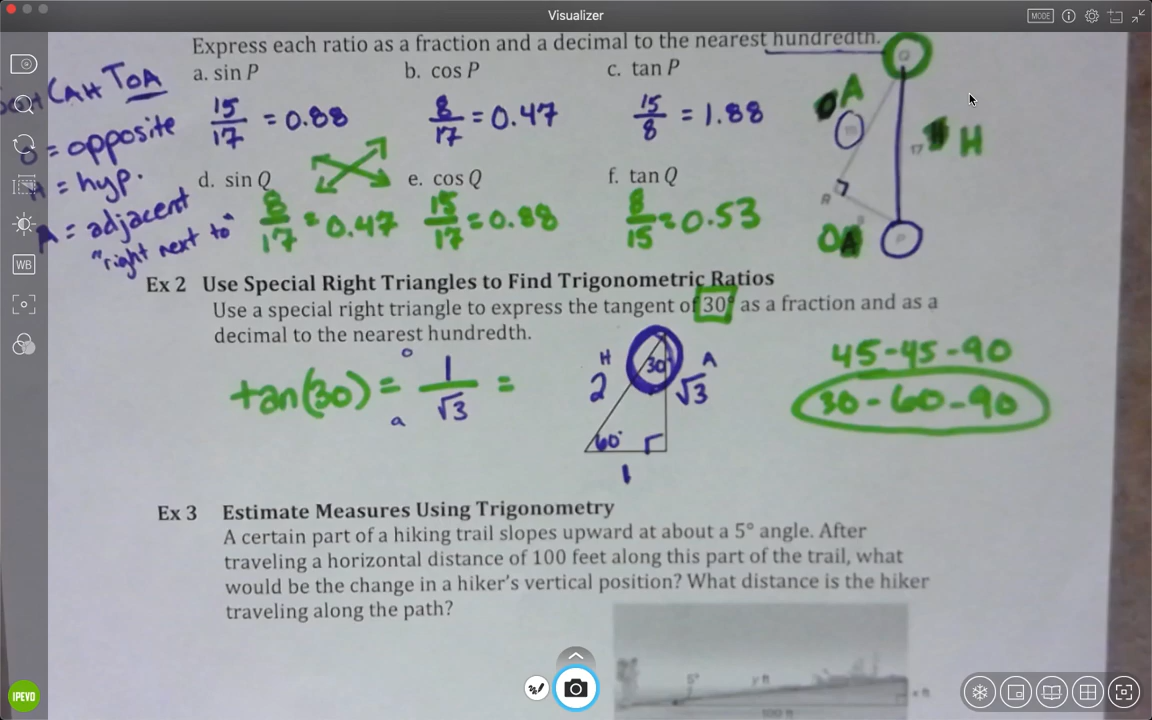 Visualizer
MODE
Express each ratio as a fraction and a decimal to the nearest hundredth.
CAH TOA
a. sin P
b. cos P
c. tan P
15/17 = 0.88
8/17 = 0.47
15/8 = 1.88
O = opposite
H = hyp.
A = adjacent
"right next to"
d. sin Q
e. cos Q
f. tan Q
8/17 = 0.47
15/17 = 0.88
8/15 = 0.53
Q
A
17
H
R
P
O
Ex 2 Use Special Right Triangles to Find Trigonometric Ratios
Use a special right triangle to express the tangent of 30° as a fraction and as a
decimal to the nearest hundredth.
tan(30) = o/a 1/√3 =
H
2
30
A
√3
60°
1
45-45-90
30-60-90
Ex 3 Estimate Measures Using Trigonometry
A certain part of a hiking trail slopes upward at about a 5° angle. After
traveling a horizontal distance of 100 feet along this part of the trail, what
would be the change in a hiker's vertical position? What distance is the hiker
traveling along the path?
5°
y ft
x ft
100 ft
WB
IPEVO